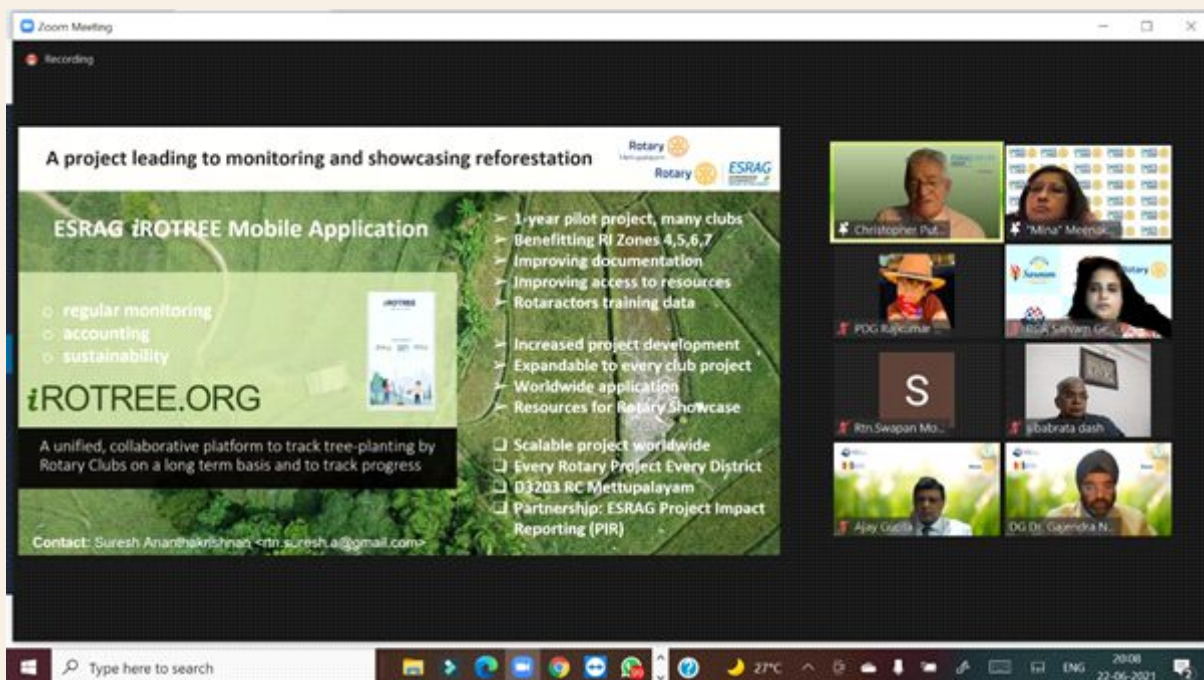 Zoom Meeting
Recording
A project leading to monitoring and showcasing reforestation
Rotary
Mettupalayam
Rotary
ESRAG
ESRAG iROTREE Mobile Application
o regular monitoring
o accounting
o sustainability
iROTREE
iROTREE.ORG
A unified, collaborative platform to track tree-planting by
Rotary Clubs on a long term basis and to track progress
Contact: Suresh Ananthakrishnan <rtn.suresh.a@gmail.com>
➢ 1-year pilot project, many clubs
➢ Benefitting RI Zones 4,5,6,7
➢ Improving documentation
➢ Improving access to resources
➢ Rotaractors training data
➢ Increased project development
➢ Expandable to every club project
➢ Worldwide application
➢ Resources for Rotary Showcase
❑ Scalable project worldwide
❑ Every Rotary Project Every District
❑ D3203 RC Mettupalayam
❑ Partnership: ESRAG Project Impact
Reporting (PIR)
Christopher Put...
"Mina" Meenak...
PDG Rajkumar ...
Sarvam Ge...
Rotary
S
Rtn.Swapan Mo...
sibabrata dash
Ajay Gupta
DG Dr. Gajendra N...
Type here to search
27°C
ENG
20:08
22-06-2021